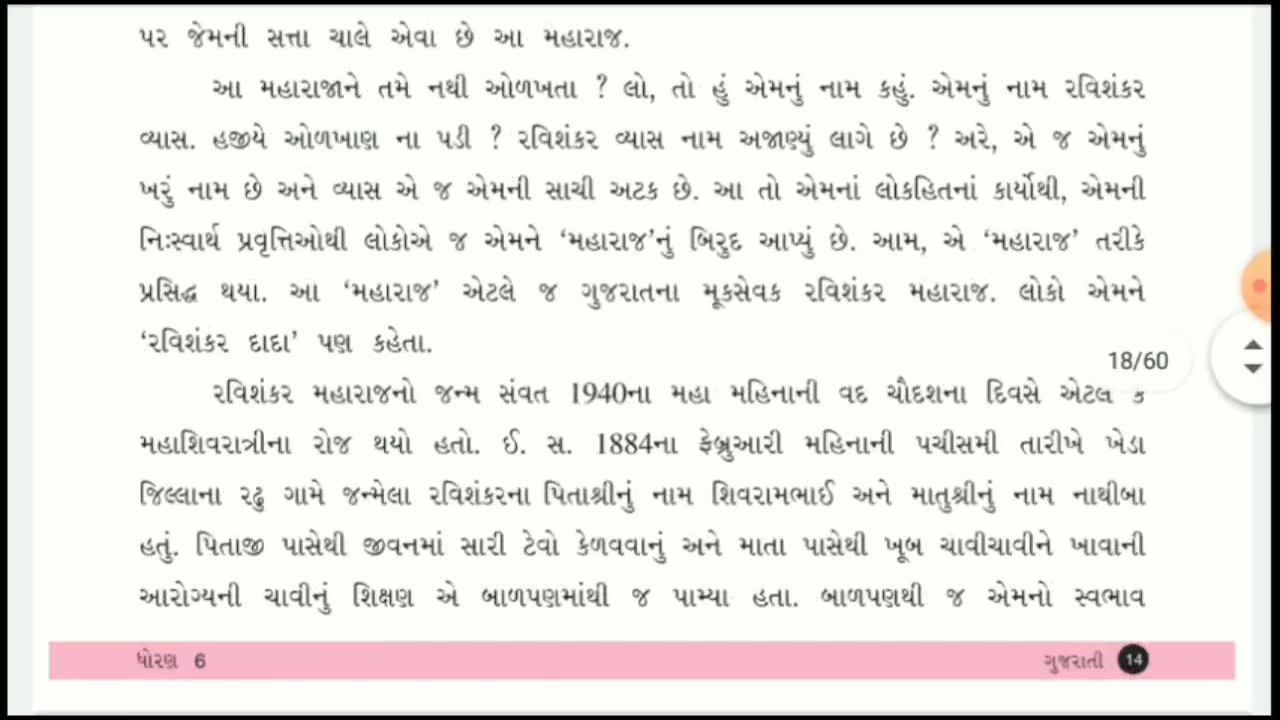 પર જેમની સત્તા ચાલે એવા છે આ મહારાજ.
આ મહારાજાને તમે નથી ઓળખતા ? લો, તો હું એમનું નામ કહું. એમનું નામ રવિશંકર
વ્યાસ. હજીયે ઓળખાણ ના પડી ? રવિશંકર વ્યાસ નામ અજાણ્યું લાગે છે ? અરે, એ જ એમનું
ખરું નામ છે અને વ્યાસ એ જ એમની સાચી અટક છે. આ તો એમનાં લોકહિતનાં કાર્યોથી, એમની
નિઃસ્વાર્થ પ્રવૃત્તિઓથી લોકોએ જ એમને ‘મહારાજ’નું બિરુદ આપ્યું છે. આમ, એ ‘મહારાજ’ તરીકે
પ્રસિદ્ધ થયા. આ ‘મહારાજ’ એટલે જ ગુજરાતના મૂકસેવક રવિશંકર મહારાજ. લોકો એમને
‘રવિશંકર દાદા’ પણ કહેતા.
18/60
રવિશંકર મહારાજનો જન્મ સંવત 1940ના મહા મહિનાની વદ ચૌદશના દિવસે એટલે કે
મહાશિવરાત્રીના રોજ થયો હતો. ઈ. સ. 1884ના ફેબ્રુઆરી મહિનાની પચીસમી તારીખે ખેડા
જિલ્લાના રઢુ ગામે જન્મેલા રવિશંકરના પિતાશ્રીનું નામ શિવરામભાઈ અને માતુશ્રીનું નામ નાથીબા
હતું. પિતાજી પાસેથી જીવનમાં સારી ટેવો કેળવવાનું અને માતા પાસેથી ખૂબ ચાવીચાવીને ખાવાની
આરોગ્યની ચાવીનું શિક્ષણ એ બાળપણમાંથી જ પામ્યા હતા. બાળપણથી જ એમનો સ્વભાવ
ધોરણ 6
ગુજરાતી 14